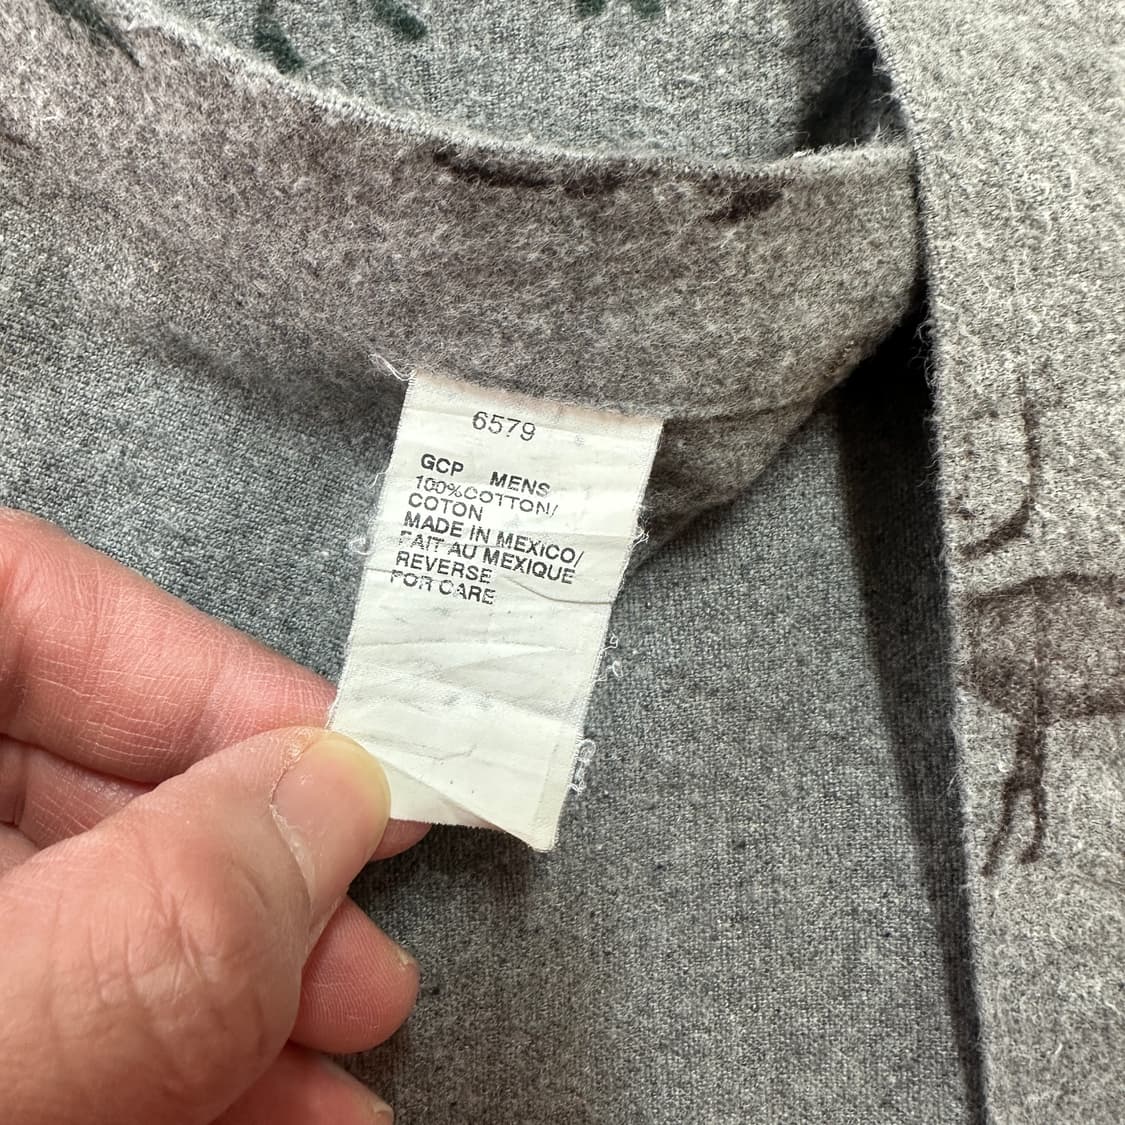 6579
GCP MENS
100%COTTON/
COTON
MADE IN MEXICO/
FAIT AU MEXIQUE
REVERSE
FOR CARE